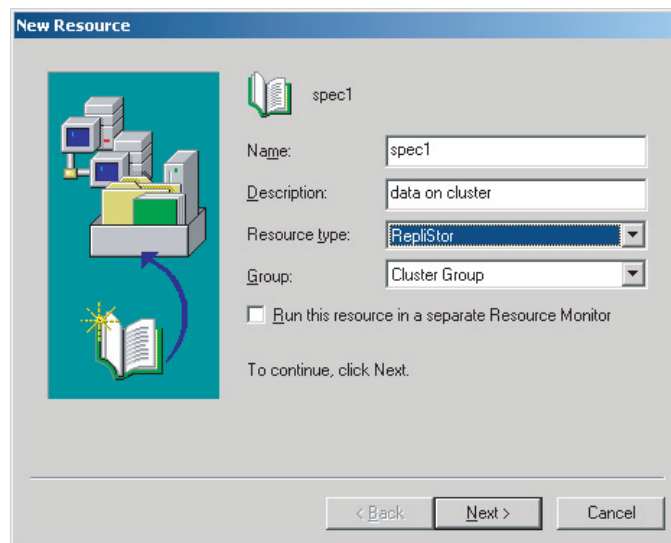 New Resource
spec1
Name: spec1
Description: data on cluster
Resource type: RepliStor
Group: Cluster Group
Run this resource in a separate Resource Monitor
To continue, click Next.
< Back Next > Cancel